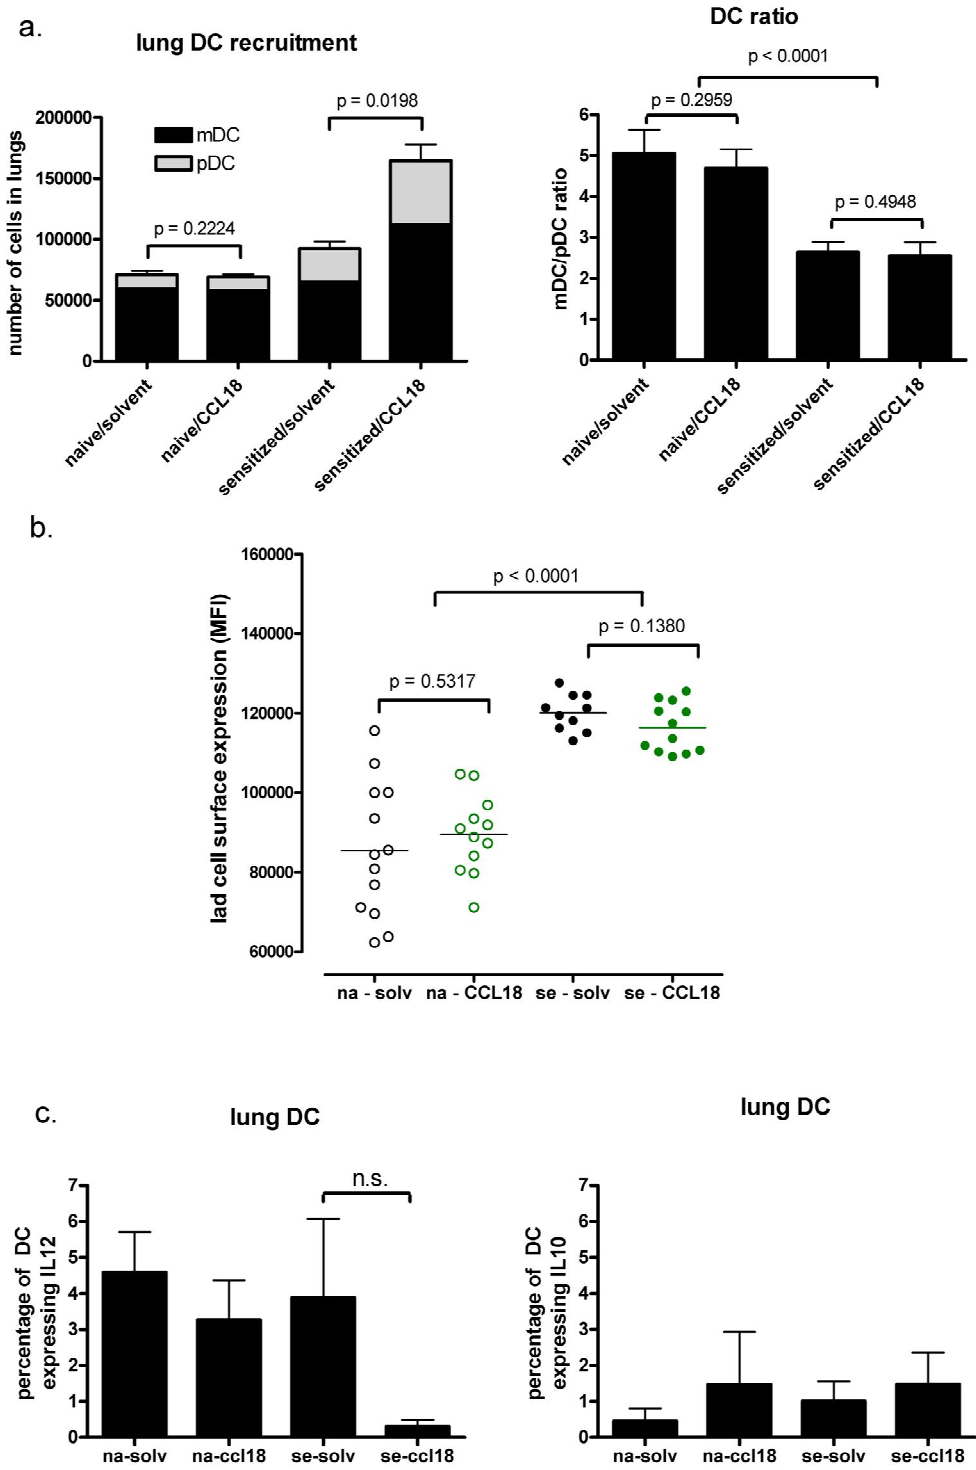 a.
lung DC recruitment
number of cells in lungs
200000
150000
100000
50000
0
mDC
pDC
p = 0.2224
p = 0.0198
naive/solvent
naive/CCL18
sensitized/solvent
sensitized/CCL18
DC ratio
mDC/pDC ratio
6
5
4
3
2
1
0
p < 0.0001
p = 0.2959
p = 0.4948
naive/solvent
naive/CCL18
sensitized/solvent
sensitized/CCL18
b.
Iad cell surface expression (MFI)
160000
140000
120000
100000
80000
60000
p < 0.0001
p = 0.1380
p = 0.5317
na - solv
na - CCL18
se - solv
se - CCL18
c.
lung DC
percentage of DC
expressing IL12
7
6
5
4
3
2
1
0
n.s.
na-solv
na-ccl18
se-solv
se-ccl18
lung DC
percentage of DC
expressing IL10
7
6
5
4
3
2
1
0
na-solv
na-ccl18
se-solv
se-ccl18